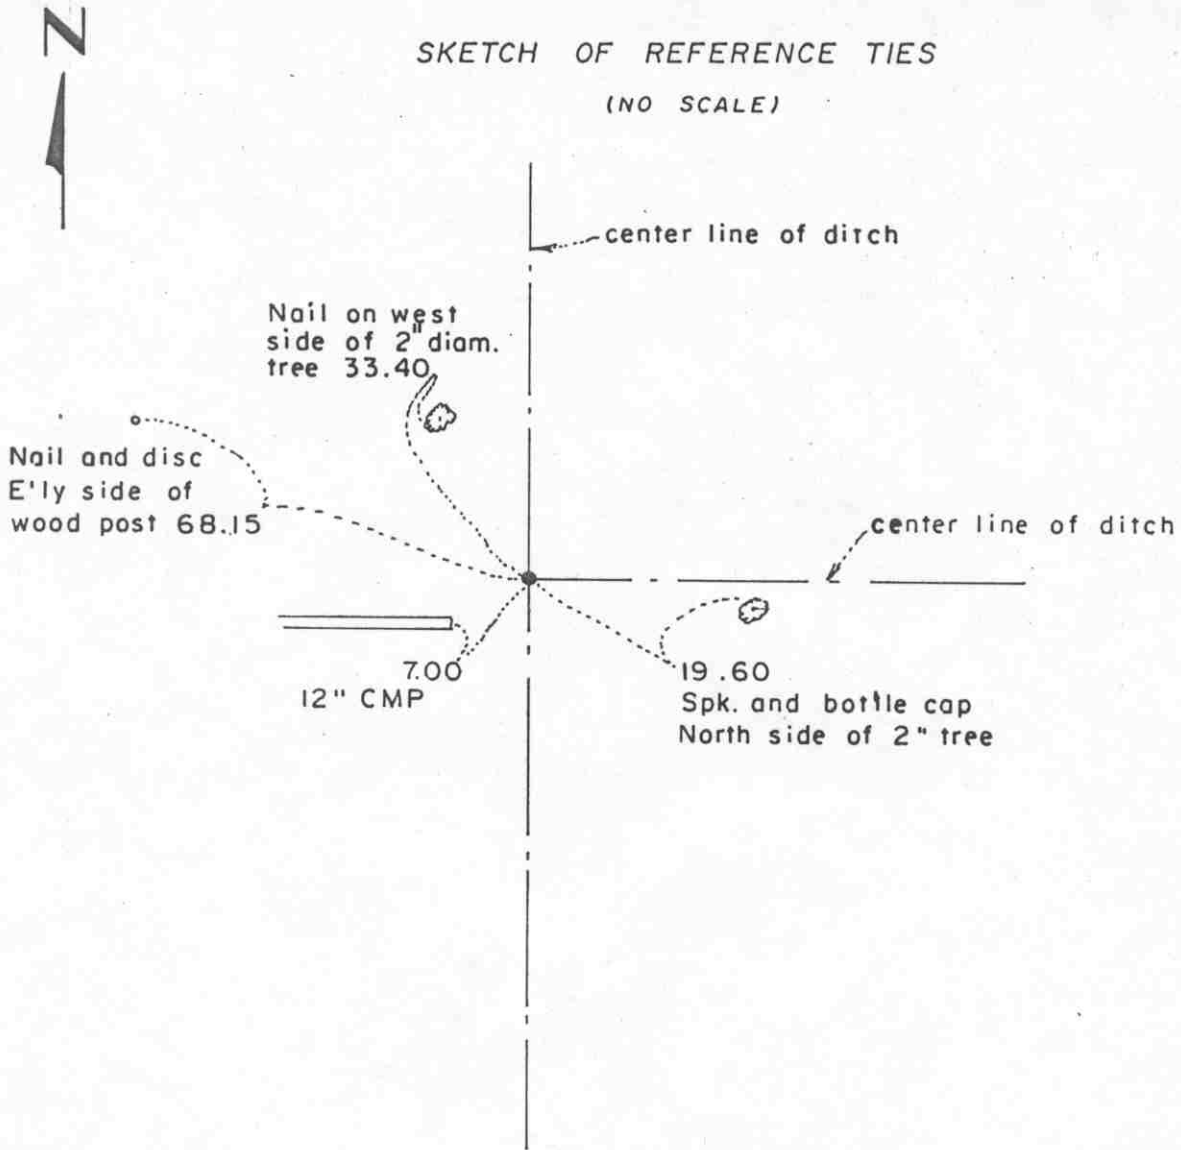 N
SKETCH OF REFERENCE TIES
(NO SCALE)
center line of ditch
Nail on west
side of 2" diam.
tree 33.40
Nail and disc
E'ly side of
wood post 68.15
center line of ditch
7.00
12" CMP
19.60
Spk. and bottle cap
North side of 2" tree